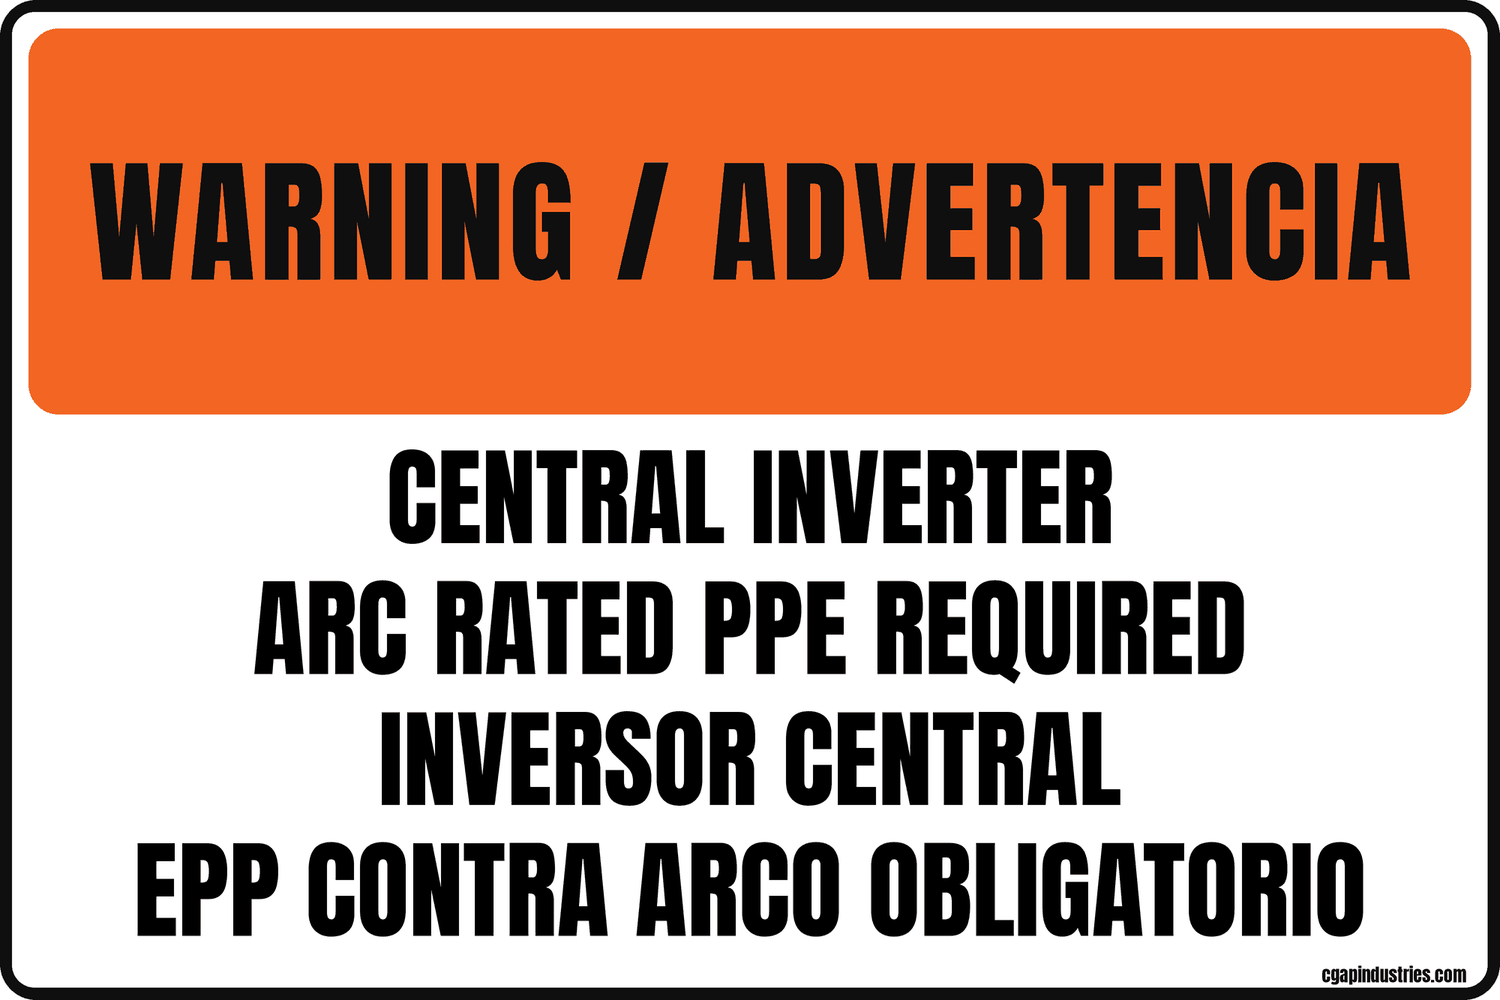 WARNING / ADVERTENCIA
CENTRAL INVERTER
ARC RATED PPE REQUIRED
INVERSOR CENTRAL
EPP CONTRA ARCO OBLIGATORIO
cgapindustries.com